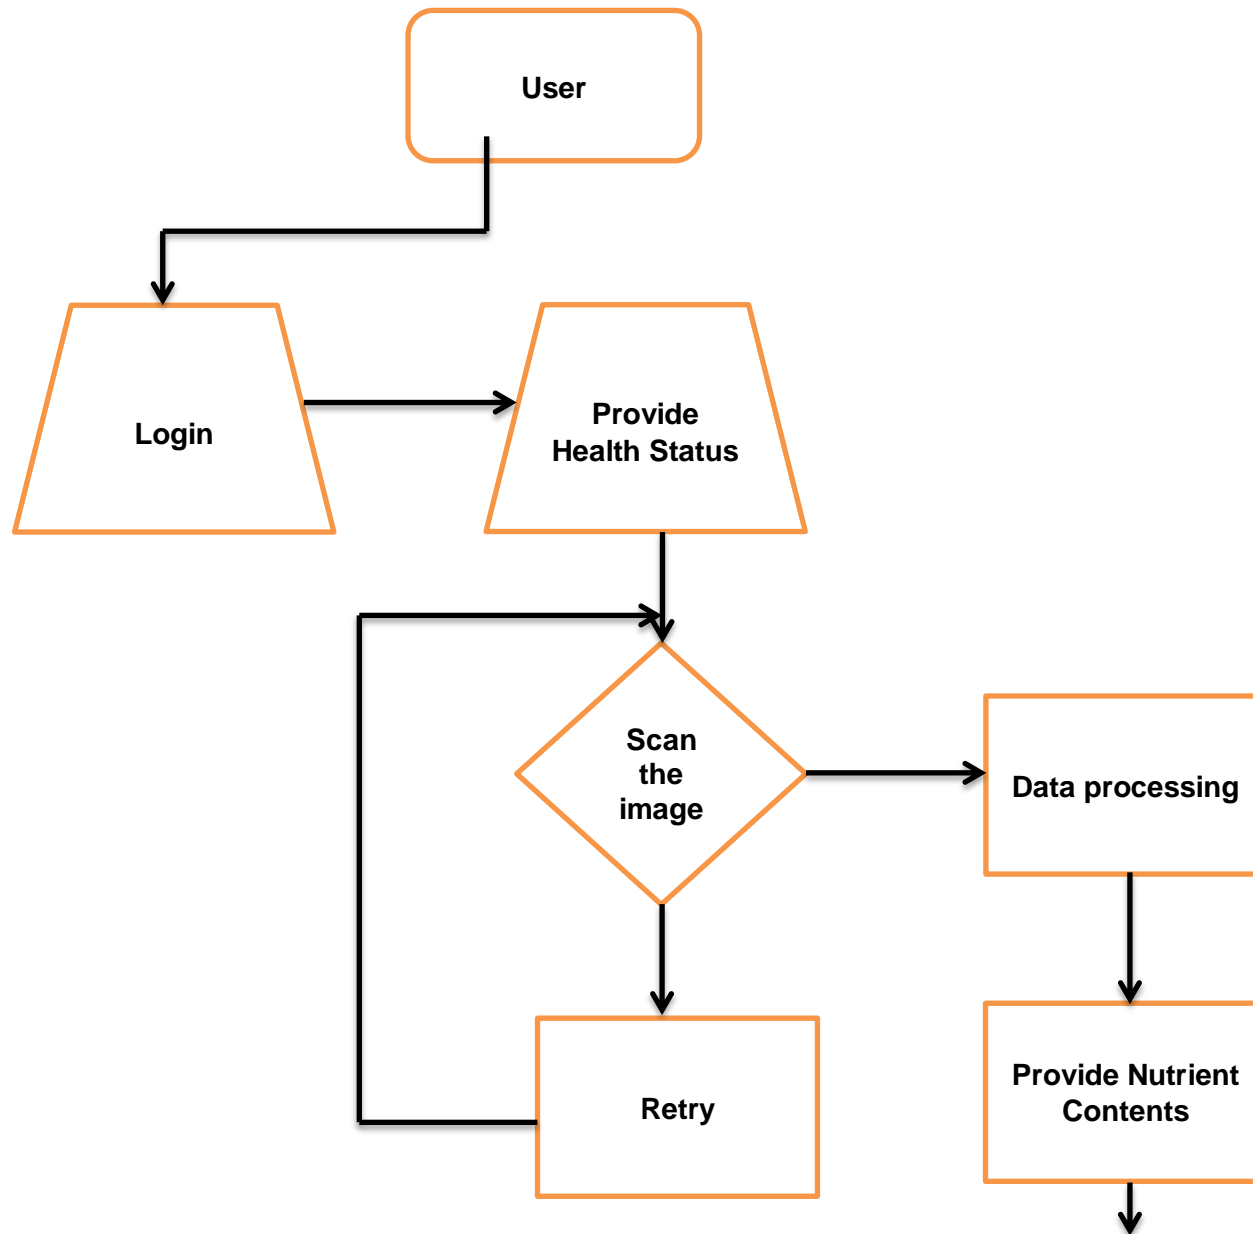 User
Login
Provide
Health Status
Scan
the
image
Data processing
Retry
Provide Nutrient
Contents